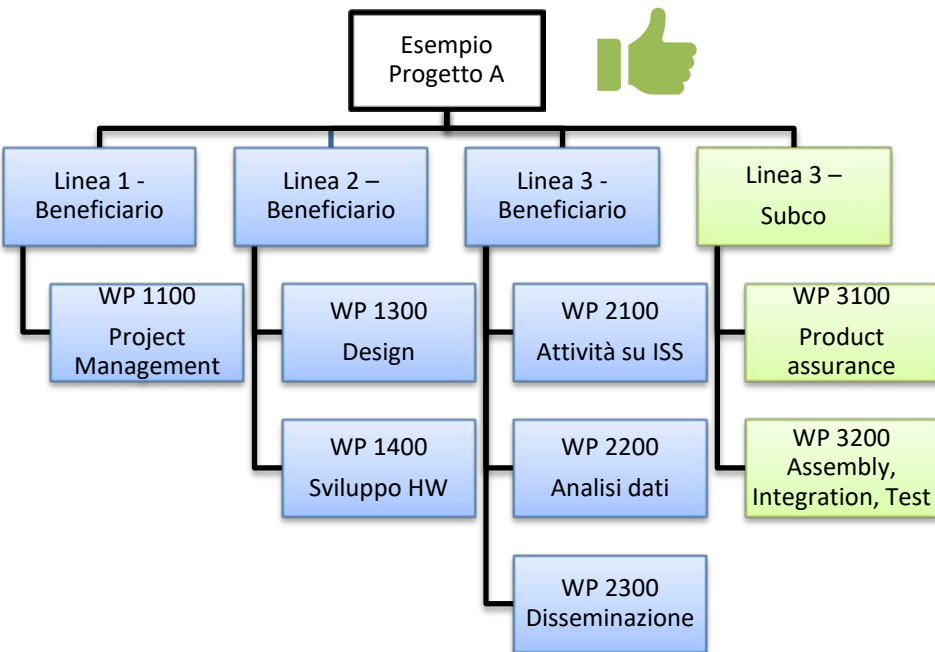 Esempio
Progetto A
Linea 1 -
Beneficiario
Linea 2 –
Beneficiario
Linea 3 -
Beneficiario
Linea 3 –
Subco
WP 1100
Project
Management
WP 1300
Design
WP 2100
Attività su ISS
WP 3100
Product
assurance
WP 1400
Sviluppo HW
WP 2200
Analisi dati
WP 3200
Assembly,
Integration, Test
WP 2300
Disseminazione